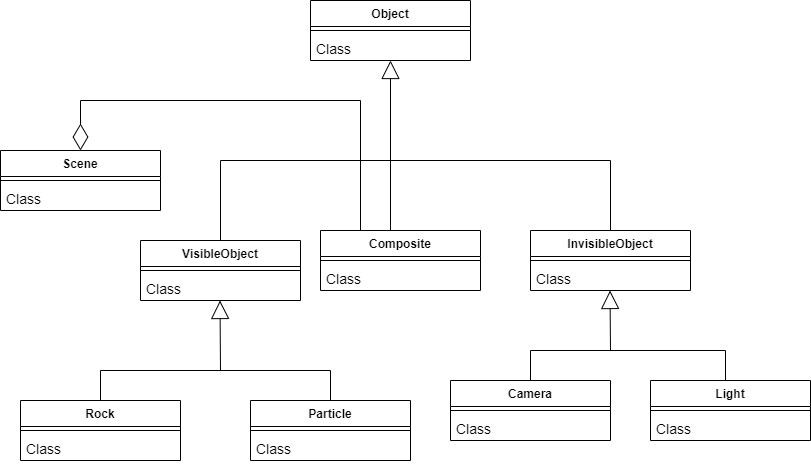 Object
Class
Scene
Class
VisibleObject
Class
Composite
Class
InvisibleObject
Class
Rock
Class
Particle
Class
Camera
Class
Light
Class